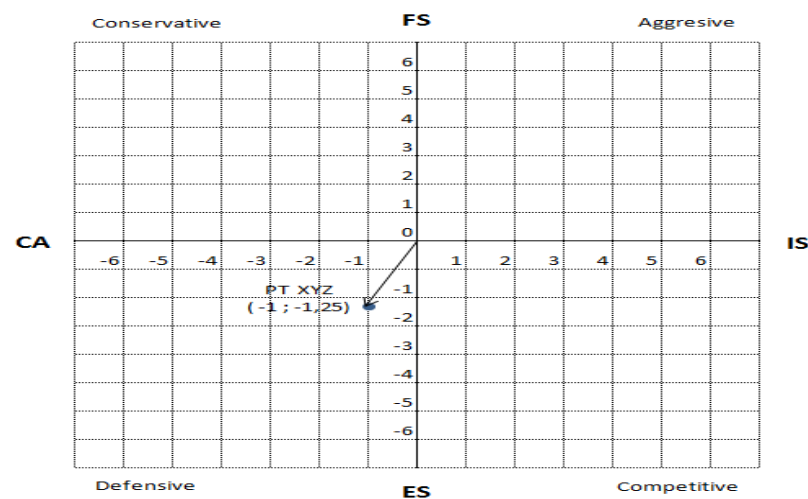 Conservative FS Aggresive
6
5
4
3
2
1
0
CA IS
-6 -5 -4 -3 -2 -1 1 2 3 4 5 6
-1
PT XYZ
( -1 ; -1,25)
-2
-3
-4
-5
-6
Defensive ES Competitive